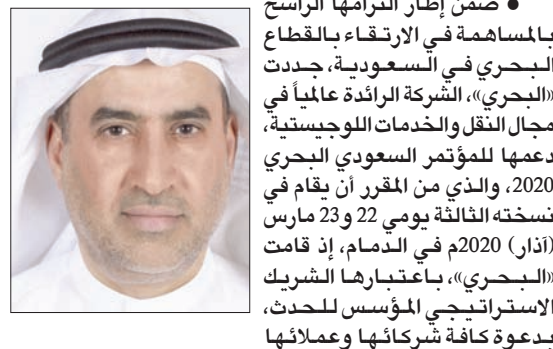 ● ضمن إطار التزامها الراسخ
بالمساهمة في الارتقاء بالقطاع
البحري في السعودية، جددت
«البحري»، الشركة الرائدة عالمياً في
مجال النقل والخدمات اللوجيستية،
دعمها للمؤتمر السعودي البحري
2020، والذي من المقرر أن يقام في
نسخته الثالثة يومي 22 و23 مارس
(آذار) 2020م في الدمام، إذ قامت
«البحري»، باعتبارها الشريك
الاستراتيجي المؤسس للحدث،
بدعوة كافة شركائها وعملائها